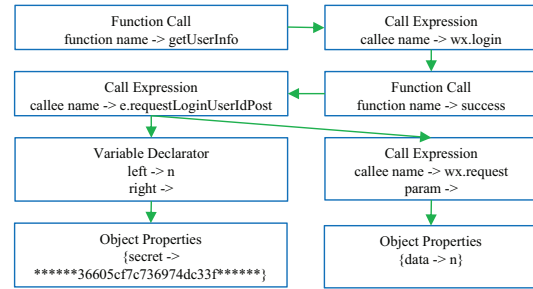 Function Call
function name -> getUserInfo
Call Expression
callee name -> wx.login
Call Expression
callee name -> e.requestLoginUserIdPost
Function Call
function name -> success
Variable Declarator
left -> n
right ->
Call Expression
callee name -> wx.request
param ->
Object Properties
{secret ->
******36605cf7c736974dc33f******}
Object Properties
{data -> n}